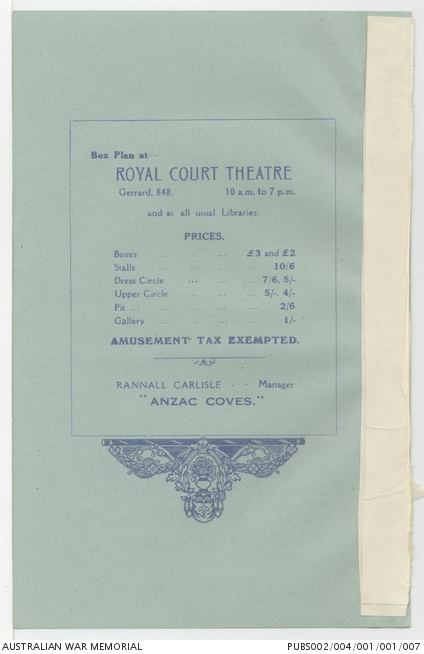 Box Plan at—
ROYAL COURT THEATRE
Gerrard, 848. 10 a.m. to 7 p.m.
and at all usual Libraries.
PRICES.
Boxes ... ... ... £3 and £2
Stalls ... ... ... 10/6
Dress Circle ... ... 7/6, 5/-
Upper Circle ... ... 5/-, 4/-
Pit ... ... ... ... 2/6
Gallery ... ... ... 1/-
AMUSEMENT TAX EXEMPTED.
RANNALL CARLISLE - - Manager
"ANZAC COVES."
AUSTRALIAN WAR MEMORIAL PUBS002/004/001/001/007